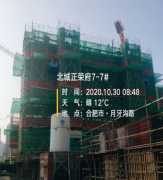 北城正荣府7-7#
时　间：2020.10.30 08:48
天　气：晴 12℃
地　点：合肥市·月牙沟路